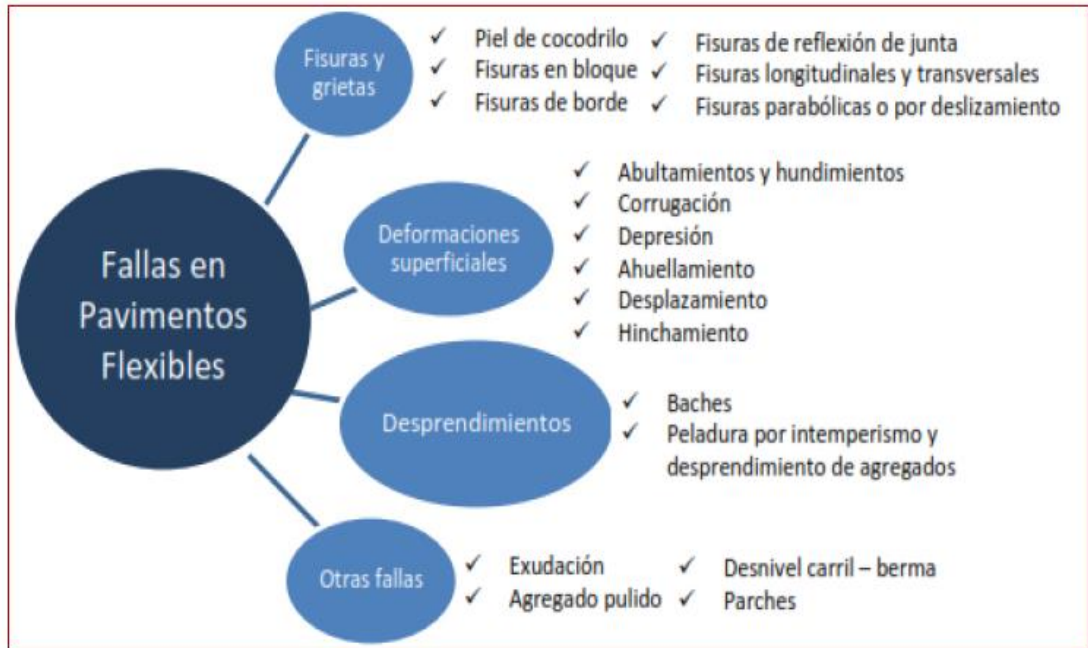 Fallas en
Pavimentos
Flexibles
Fisuras y
grietas
✓ Piel de cocodrilo
✓ Fisuras en bloque
✓ Fisuras de borde
✓ Fisuras de reflexión de junta
✓ Fisuras longitudinales y transversales
✓ Fisuras parabólicas o por deslizamiento
Deformaciones
superficiales
✓ Abultamientos y hundimientos
✓ Corrugación
✓ Depresión
✓ Ahuellamiento
✓ Desplazamiento
✓ Hinchamiento
Desprendimientos
✓ Baches
✓ Peladura por intemperismo y
desprendimiento de agregados
Otras fallas
✓ Exudación
✓ Agregado pulido
✓ Desnivel carril – berma
✓ Parches